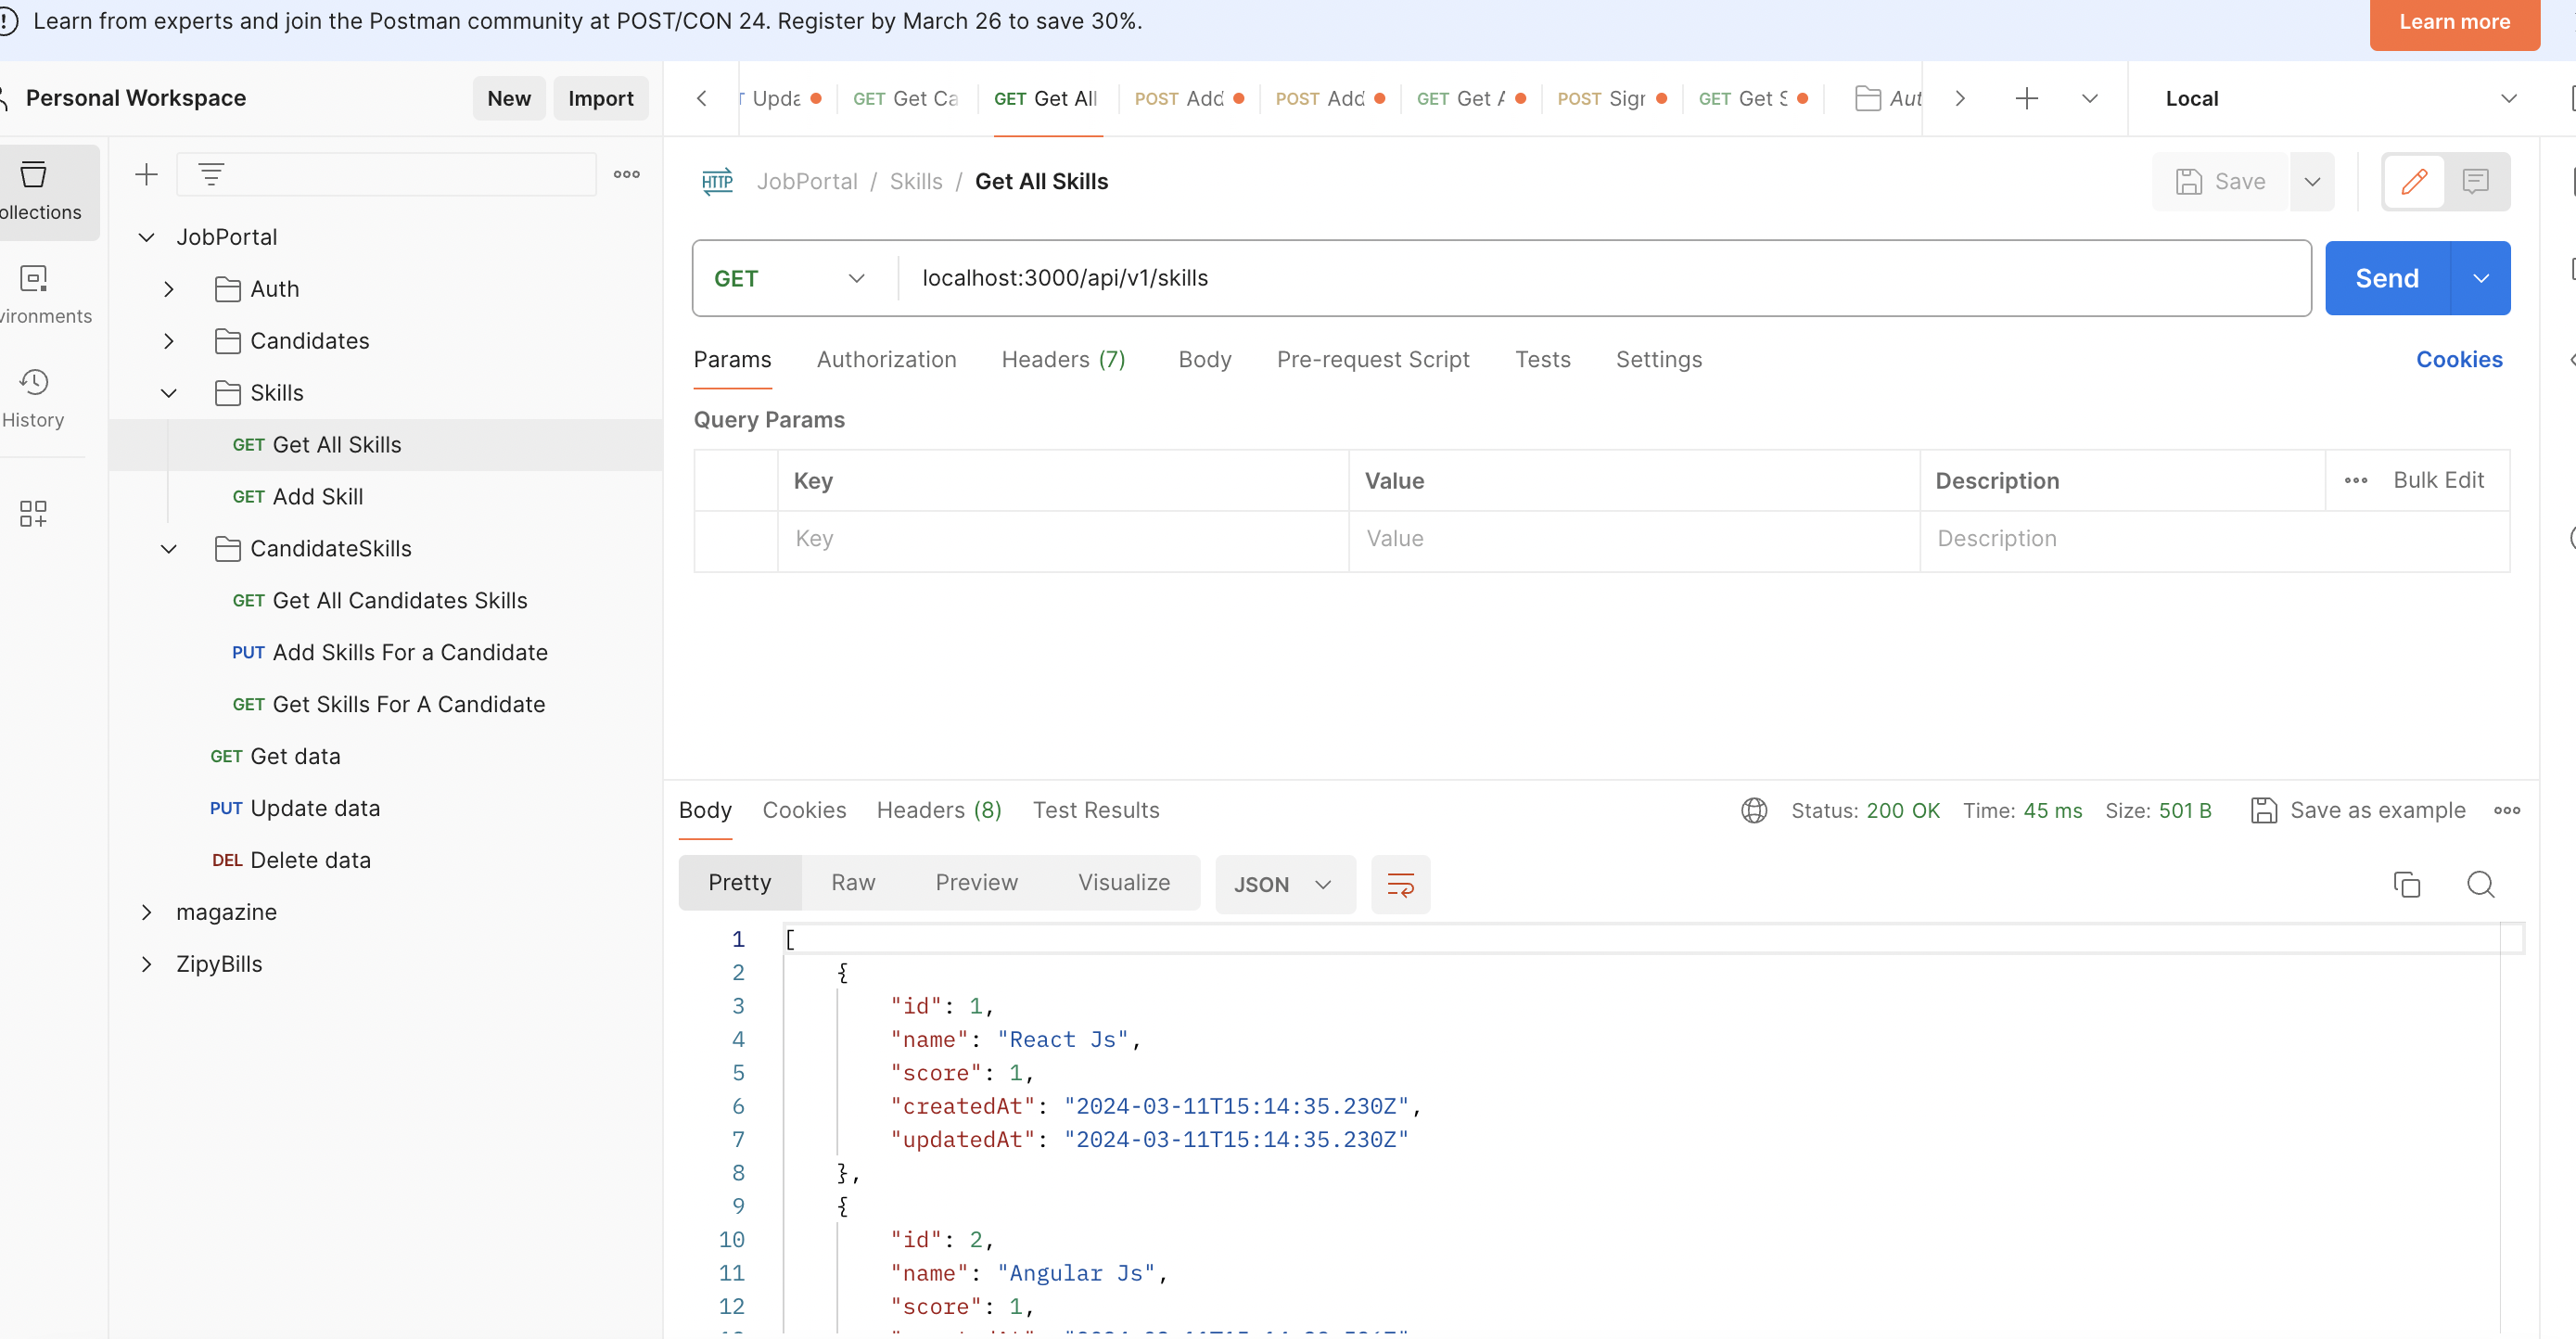 Learn from experts and join the Postman community at POST/CON 24. Register by March 26 to save 30%.
Learn more
Personal Workspace
New
Import
Upda
GET Get Ca
GET Get All
POST Add
POST Add
GET Get A
POST Sign
GET Get S
Aut
Local
ollections
vironments
History
JobPortal
Auth
Candidates
Skills
GET Get All Skills
GET Add Skill
CandidateSkills
GET Get All Candidates Skills
PUT Add Skills For a Candidate
GET Get Skills For A Candidate
GET Get data
PUT Update data
DEL Delete data
magazine
ZipyBills
HTTP JobPortal / Skills / Get All Skills
Save
GET
localhost:3000/api/v1/skills
Send
Params Authorization Headers (7) Body Pre-request Script Tests Settings
Cookies
Query Params
Key Value Description Bulk Edit
Key Value Description
Body Cookies Headers (8) Test Results
Status: 200 OK Time: 45 ms Size: 501 B
Save as example
Pretty Raw Preview Visualize JSON
1 [
2 {
3 "id": 1,
4 "name": "React Js",
5 "score": 1,
6 "createdAt": "2024-03-11T15:14:35.230Z",
7 "updatedAt": "2024-03-11T15:14:35.230Z"
8 },
9 {
10 "id": 2,
11 "name": "Angular Js",
12 "score": 1,